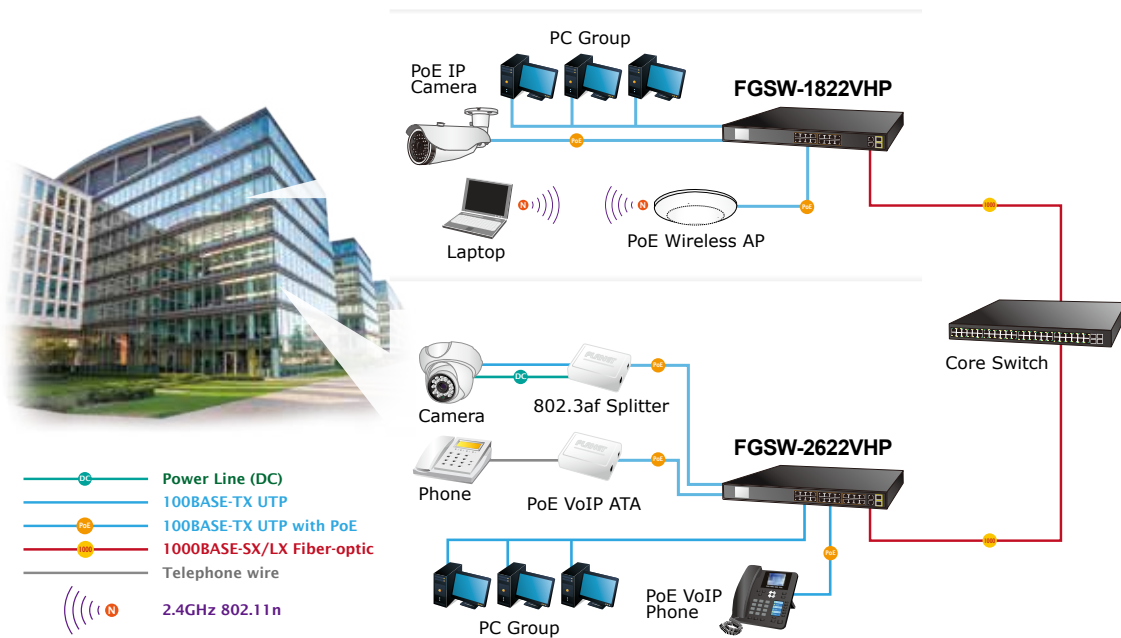 PC Group
PoE IP
Camera
FGSW-1822VHP
PoE
N
N
PoE
Laptop
PoE Wireless AP
1000
Core Switch
PLANET
PoE
DC
Camera
802.3af Splitter
FGSW-2622VHP
PLANET
PoE
Phone
PoE VoIP ATA
DC
Power Line (DC)
100BASE-TX UTP
PoE
100BASE-TX UTP with PoE
1000
1000BASE-SX/LX Fiber-optic
Telephone wire
N
2.4GHz 802.11n
PoE
1000
PoE VoIP
Phone
PC Group